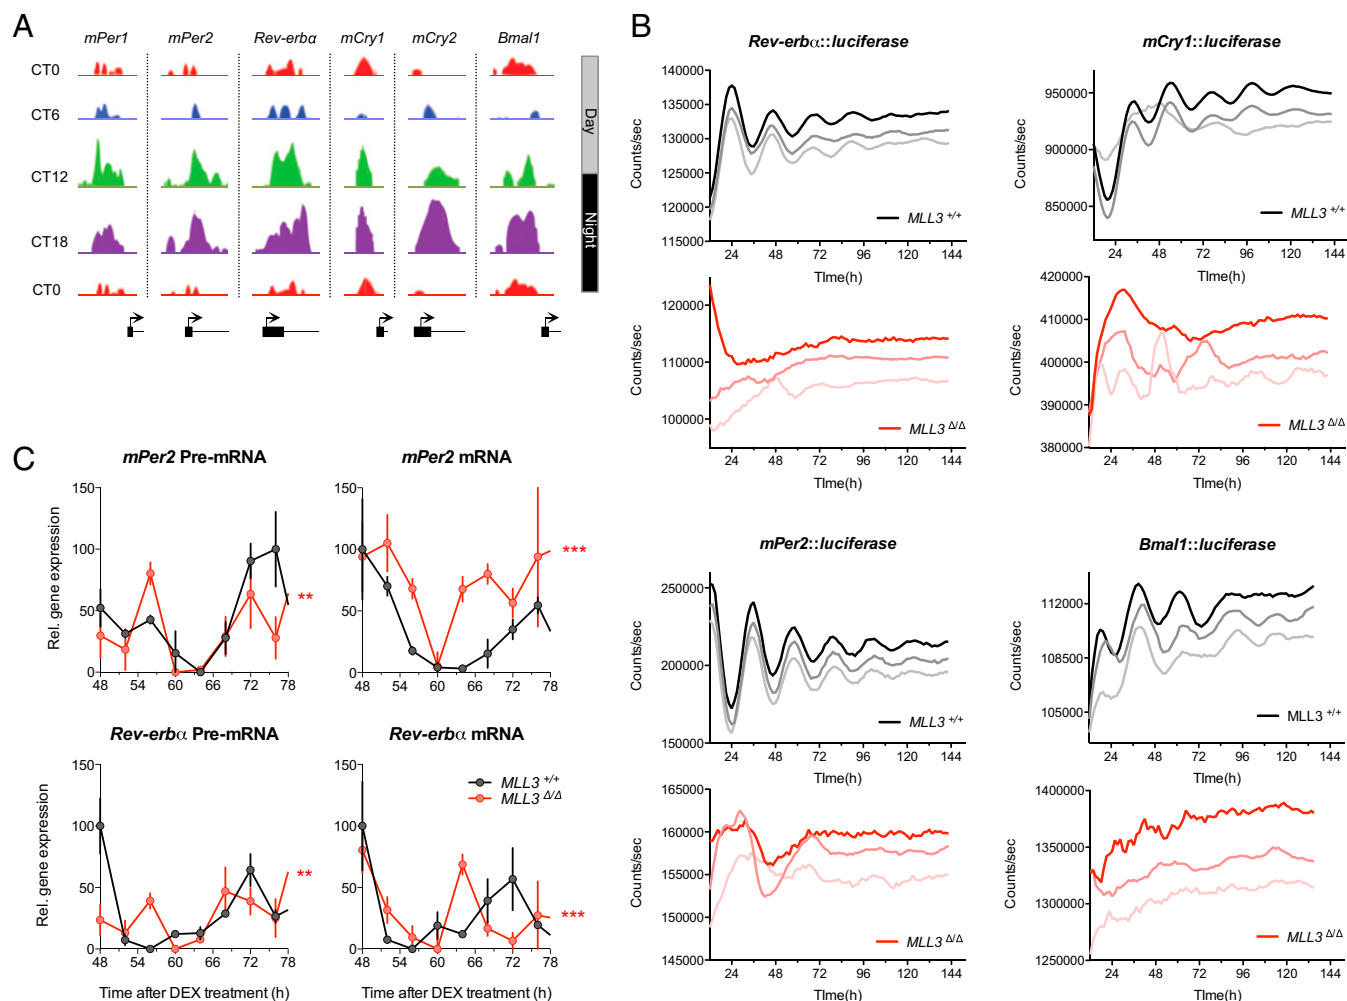 A
mPer1 mPer2 Rev-erbα mCry1 mCry2 Bmal1
CT0
CT6
CT12
CT18
CT0
Day
Night
B
Rev-erbα::luciferase
Counts/sec
140000
135000
130000
125000
120000
115000
MLL3 +/+
24 48 72 96 120 144
TIme(h)
Counts/sec
120000
110000
100000
MLL3 Δ/Δ
24 48 72 96 120 144
TIme(h)
mCry1::luciferase
Counts/sec
950000
900000
850000
MLL3 +/+
24 48 72 96 120 144
TIme(h)
Counts/sec
420000
410000
400000
390000
380000
MLL3 Δ/Δ
24 48 72 96 120 144
TIme(h)
mPer2::luciferase
Counts/sec
250000
200000
150000
MLL3 +/+
24 48 72 96 120 144
TIme(h)
Counts/sec
165000
160000
155000
150000
145000
MLL3 Δ/Δ
24 48 72 96 120 144
TIme(h)
Bmal1::luciferase
Counts/sec
112000
108500
105000
MLL3 +/+
24 48 72 96 120 144
TIme(h)
Counts/sec
1400000
1350000
1300000
1250000
MLL3 Δ/Δ
24 48 72 96 120 144
TIme(h)
C
mPer2 Pre-mRNA
Rel. gene expression
150
100
50
0
**
48 54 60 66 72 78
mPer2 mRNA
150
100
50
0
***
48 54 60 66 72 78
Rev-erbα Pre-mRNA
Rel. gene expression
150
100
50
0
**
48 54 60 66 72 78
Time after DEX treatment (h)
Rev-erbα mRNA
150
100
50
0
MLL3 +/+
MLL3 Δ/Δ
***
48 54 60 66 72 78
Time after DEX treatment (h)